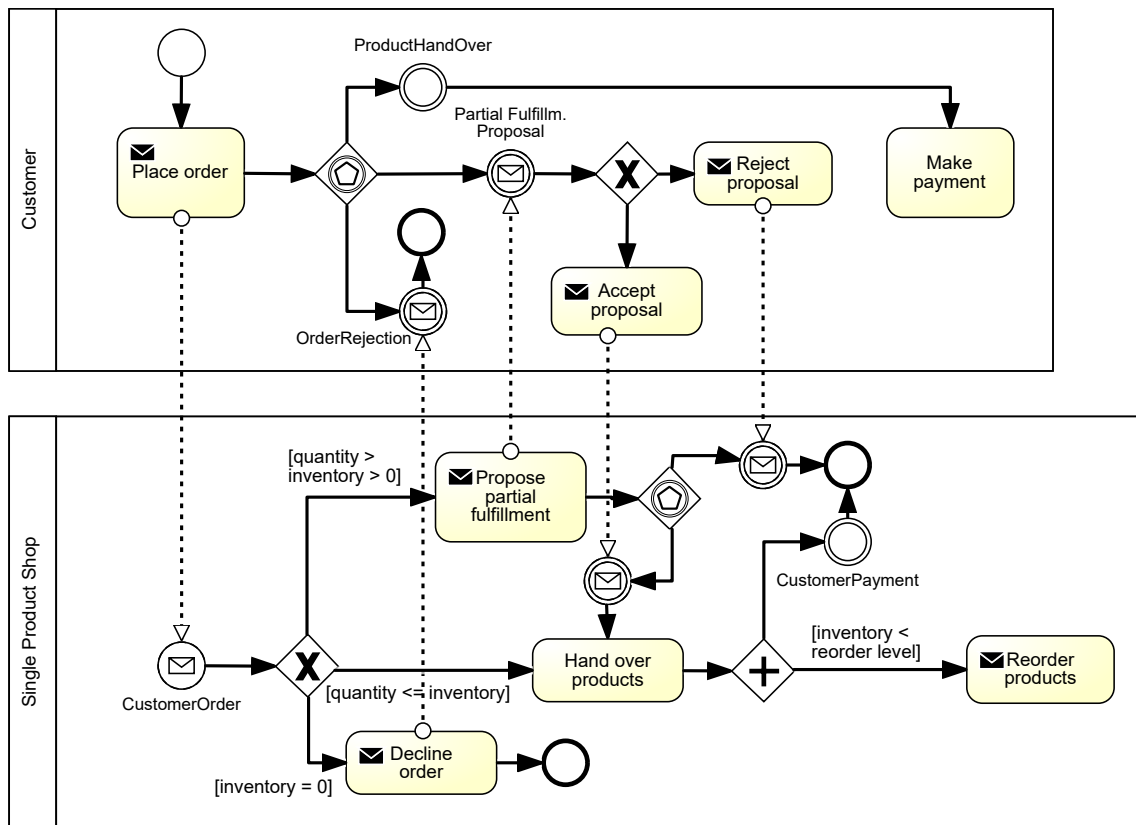 Customer
ProductHandOver
Partial Fulfillm.
Proposal
Place order
Reject
proposal
Make
payment
Accept
proposal
OrderRejection
Single Product Shop
[quantity >
inventory > 0]
Propose
partial
fulfillment
CustomerPayment
[inventory <
reorder level]
Hand over
products
Reorder
products
CustomerOrder
[quantity <= inventory]
Decline
order
[inventory = 0]